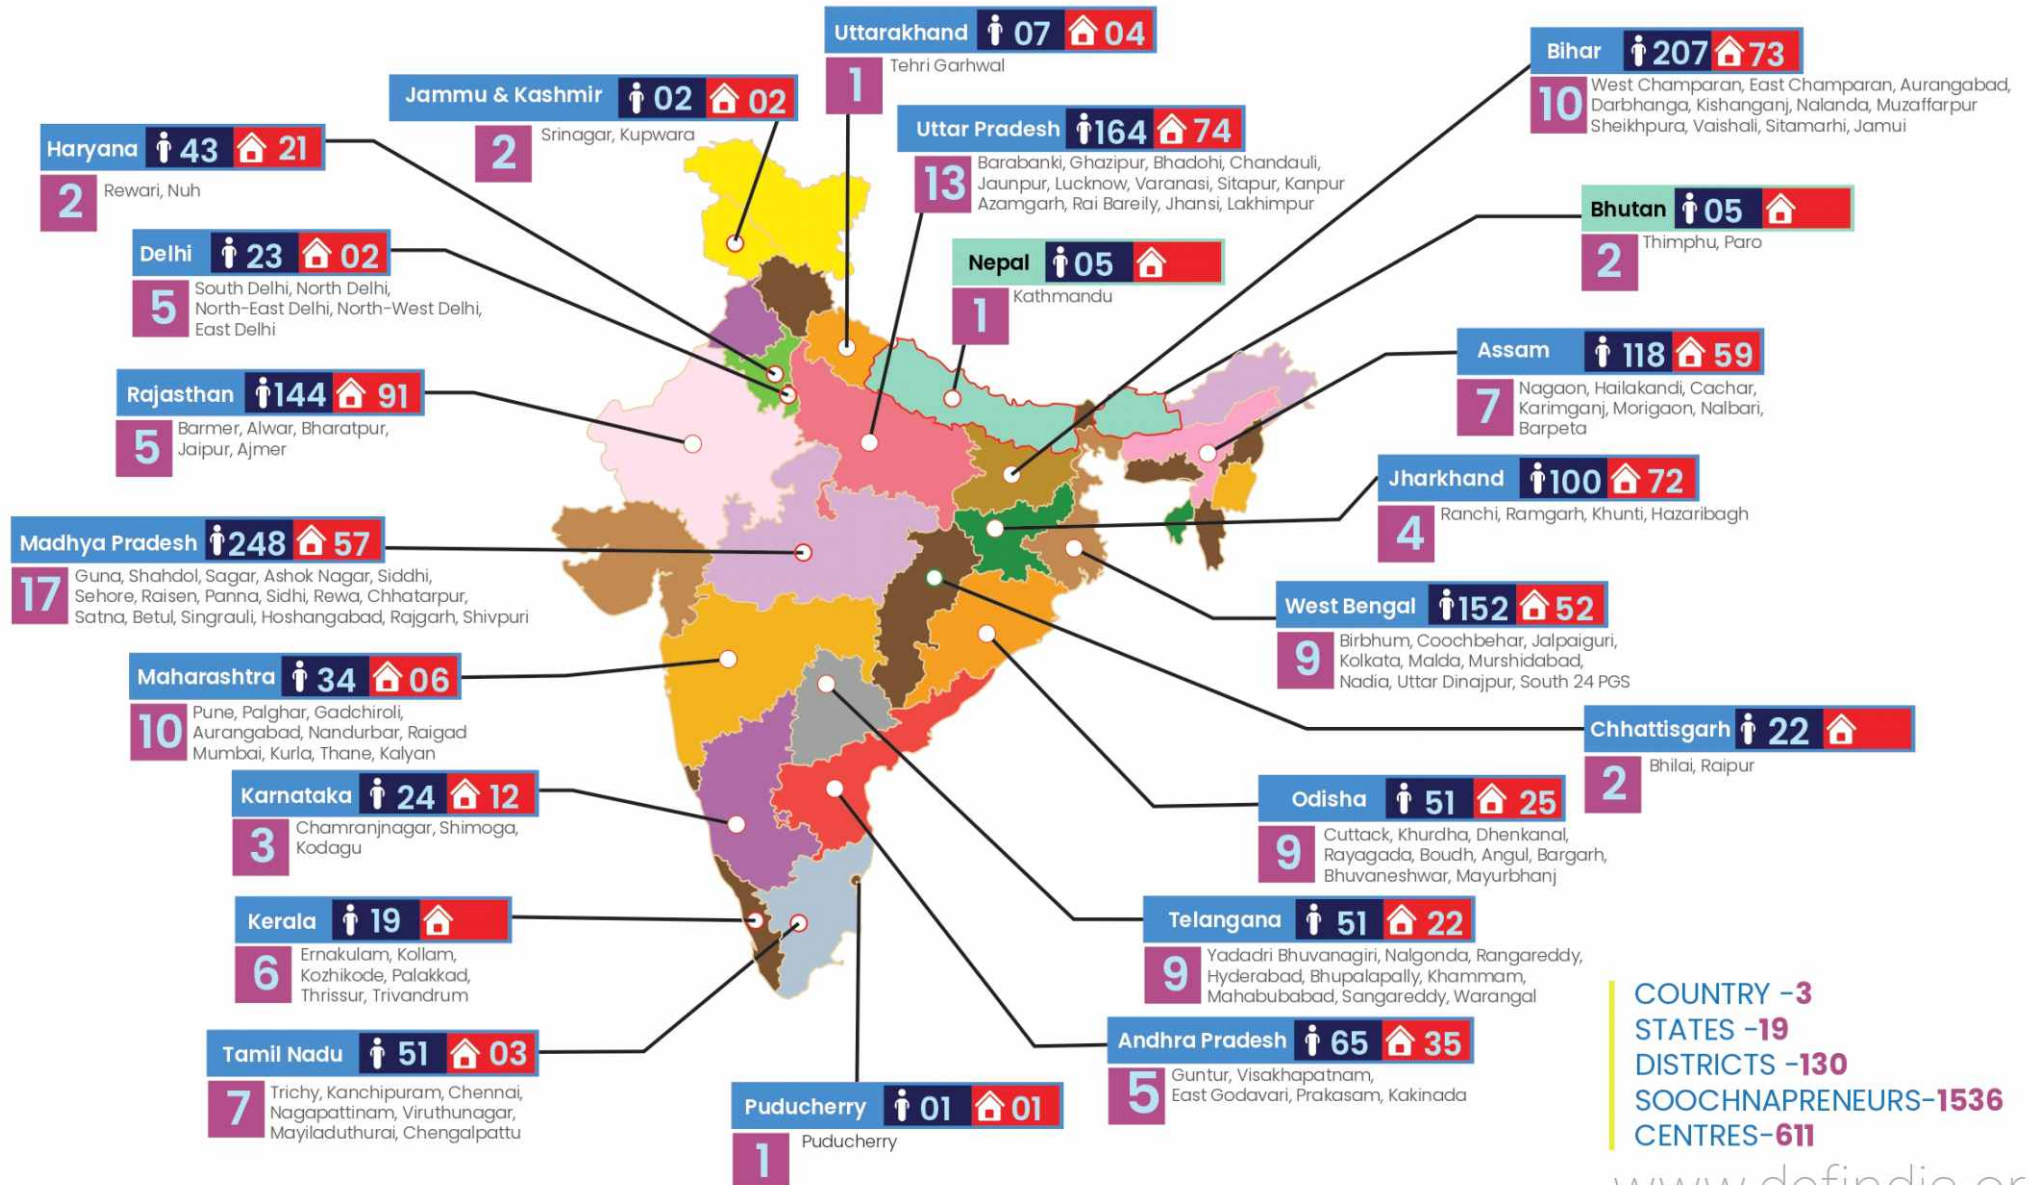 Uttarakhand 07 04
1 Tehri Garhwal
Bihar 207 73
10 West Champaran, East Champaran, Aurangabad,
Darbhanga, Kishanganj, Nalanda, Muzaffarpur
Sheikhpura, Vaishali, Sitamarhi, Jamui
Jammu & Kashmir 02 02
2 Srinagar, Kupwara
Uttar Pradesh 164 74
13 Barabanki, Ghazipur, Bhadohi, Chandauli,
Jaunpur, Lucknow, Varanasi, Sitapur, Kanpur
Azamgarh, Rai Bareily, Jhansi, Lakhimpur
Haryana 43 21
2 Rewari, Nuh
Bhutan 05
2 Thimphu, Paro
Delhi 23 02
5 South Delhi, North Delhi,
North-East Delhi, North-West Delhi,
East Delhi
Nepal 05
1 Kathmandu
Assam 118 59
7 Nagaon, Hailakandi, Cachar,
Karimganj, Morigaon, Nalbari,
Barpeta
Rajasthan 144 91
5 Barmer, Alwar, Bharatpur,
Jaipur, Ajmer
Jharkhand 100 72
4 Ranchi, Ramgarh, Khunti, Hazaribagh
Madhya Pradesh 248 57
17 Guna, Shahdol, Sagar, Ashok Nagar, Siddhi,
Sehore, Raisen, Panna, Sidhi, Rewa, Chhatarpur,
Satna, Betul, Singrauli, Hoshangabad, Rajgarh, Shivpuri
West Bengal 152 52
9 Birbhum, Coochbehar, Jalpaiguri,
Kolkata, Malda, Murshidabad,
Nadia, Uttar Dinajpur, South 24 PGS
Maharashtra 34 06
10 Pune, Palghar, Gadchiroli,
Aurangabad, Nandurbar, Raigad
Mumbai, Kurla, Thane, Kalyan
Chhattisgarh 22
2 Bhilai, Raipur
Karnataka 24 12
3 Chamranjnagar, Shimoga,
Kodagu
Odisha 51 25
9 Cuttack, Khurdha, Dhenkanal,
Rayagada, Boudh, Angul, Bargarh,
Bhuvaneshwar, Mayurbhanj
Kerala 19
6 Ernakulam, Kollam,
Kozhikode, Palakkad,
Thrissur, Trivandrum
Telangana 51 22
9 Yadadri Bhuvanagiri, Nalgonda, Rangareddy,
Hyderabad, Bhupalapally, Khammam,
Mahabubabad, Sangareddy, Warangal
Tamil Nadu 51 03
7 Trichy, Kanchipuram, Chennai,
Nagapattinam, Viruthunagar,
Mayiladuthurai, Chengalpattu
Andhra Pradesh 65 35
5 Guntur, Visakhapatnam,
East Godavari, Prakasam, Kakinada
Puducherry 01 01
1 Puducherry
COUNTRY -3
STATES -19
DISTRICTS -130
SOOCHNAPRENEURS-1536
CENTRES-611